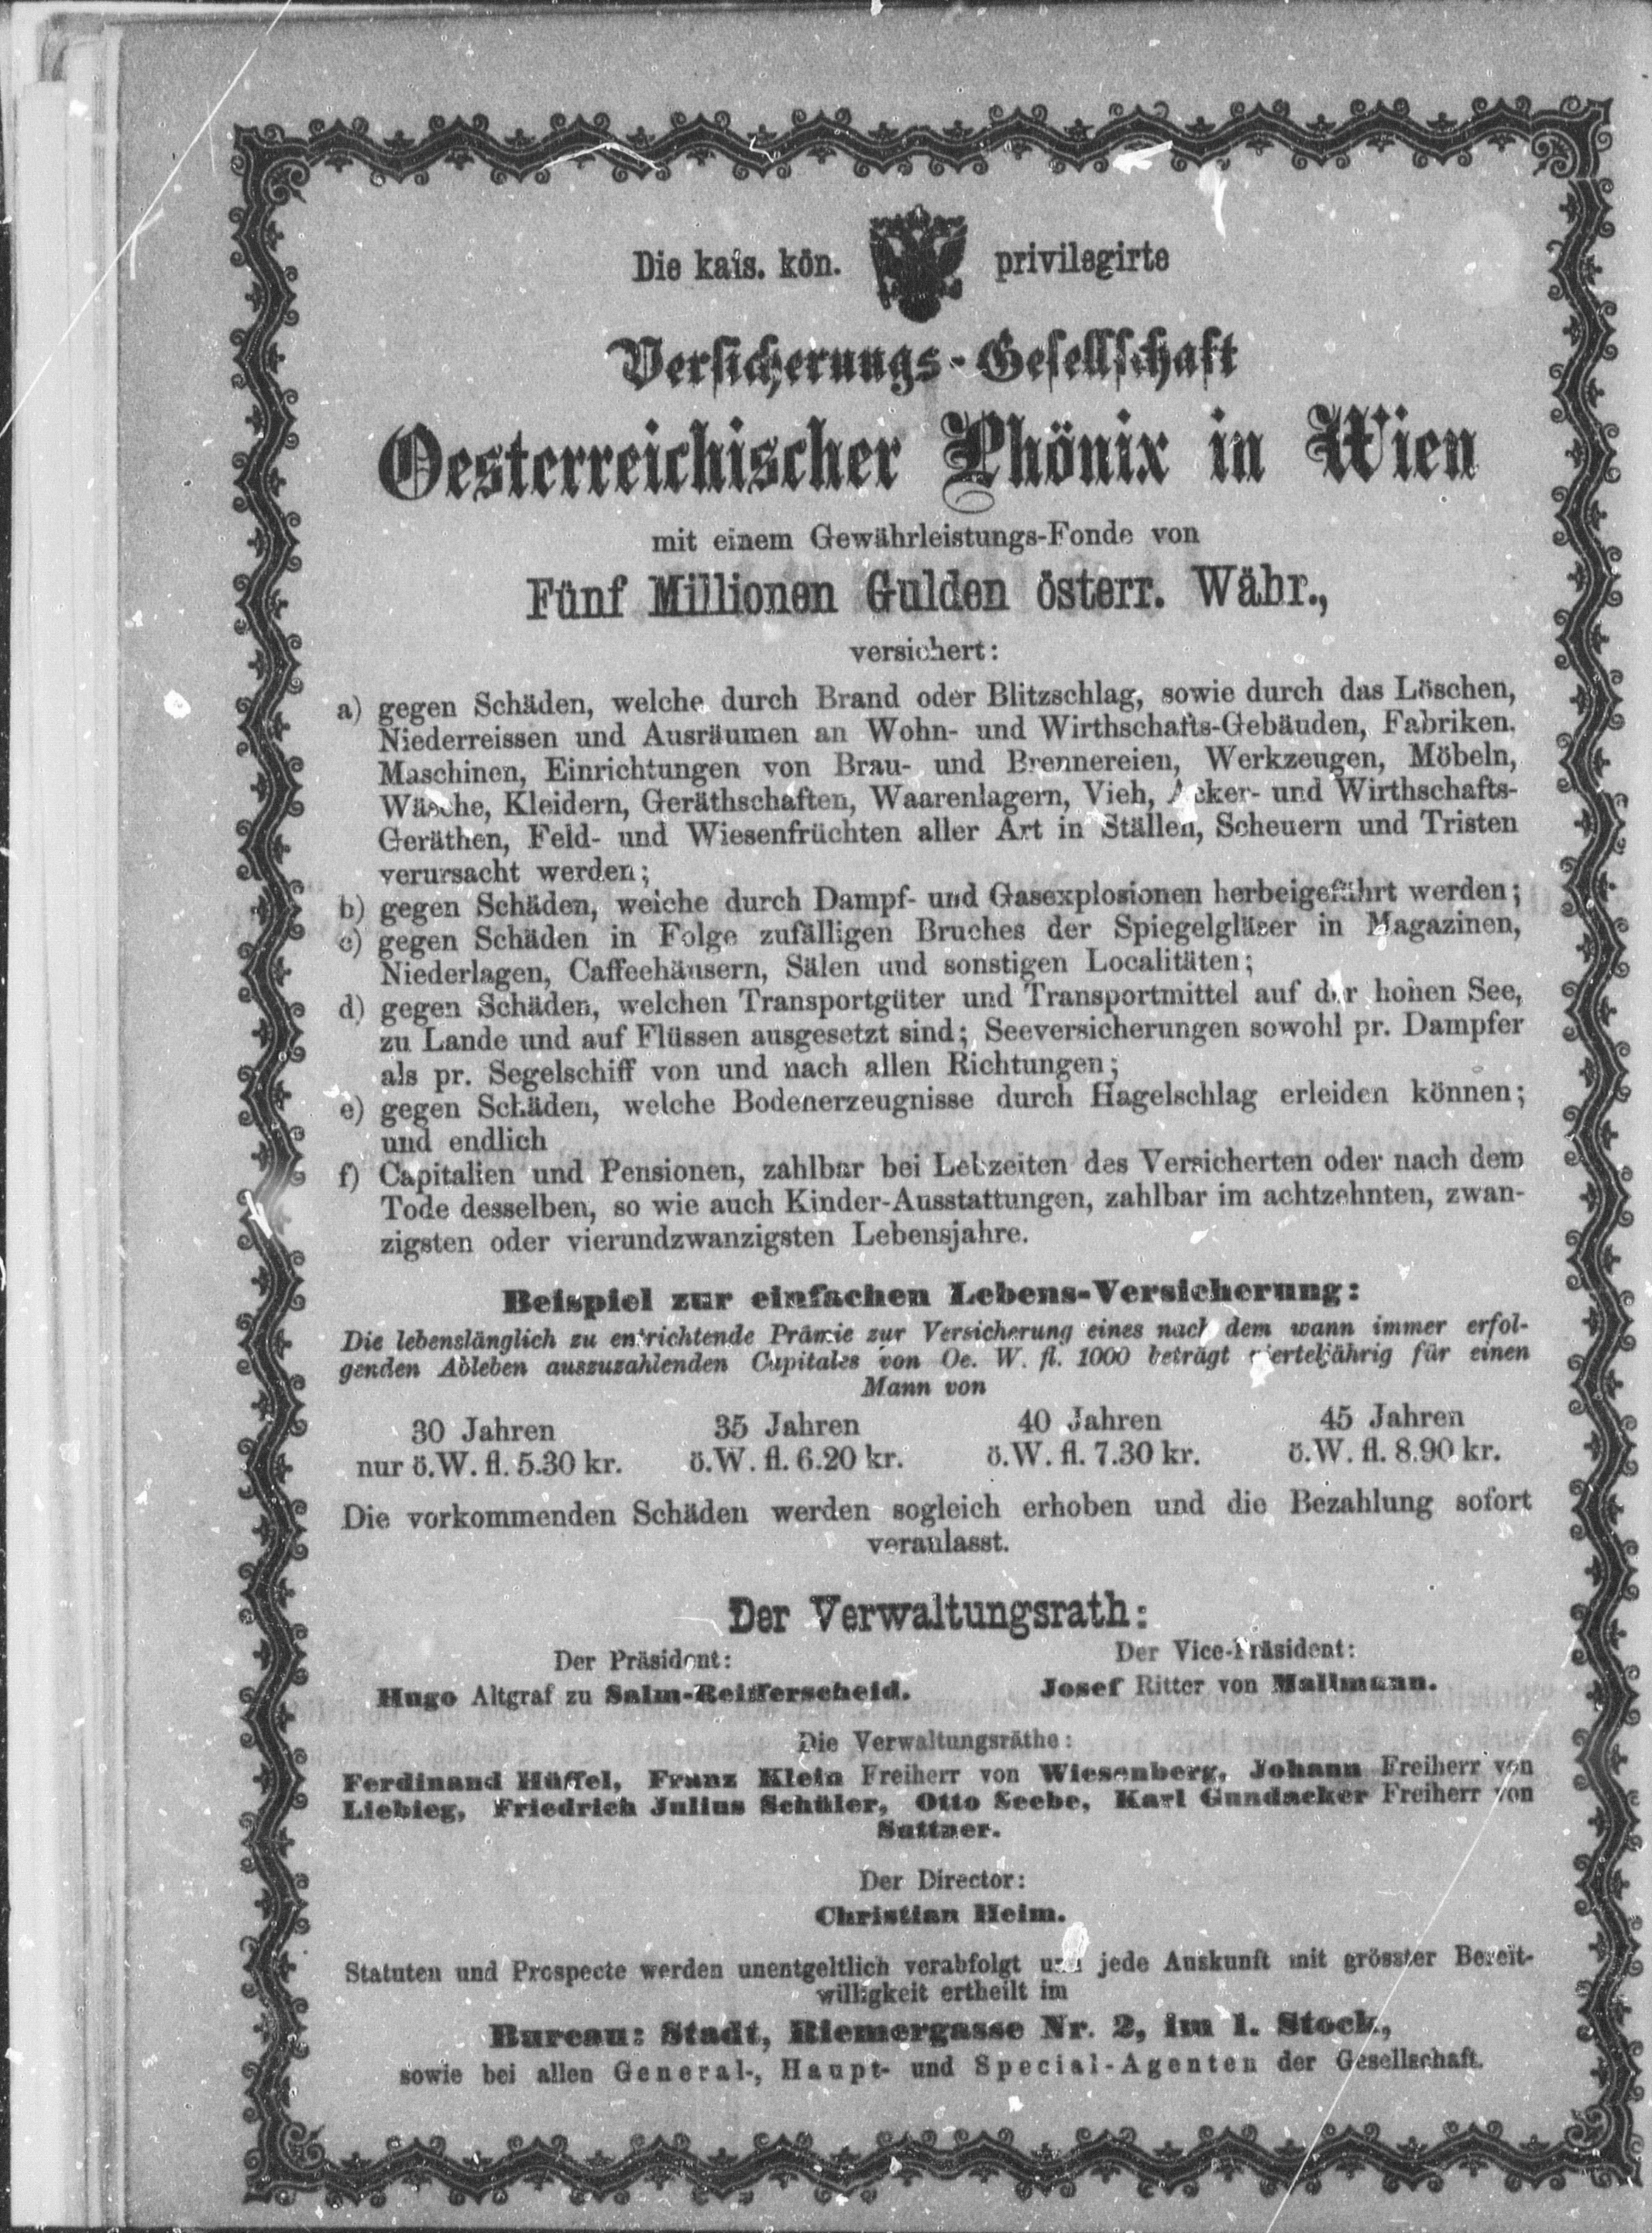 Die kais. kön. privilegirte
Versicherungs-Gesellschaft
Oesterreichischer Phönix in Wien
mit einem Gewährleistungs-Fonde von
Fünf Millionen Gulden österr. Währ.,
versichert:
a) gegen Schäden, welche durch Brand oder Blitzschlag, sowie durch das Löschen,
Niederreissen und Ausräumen an Wohn- und Wirthschafts-Gebäuden, Fabriken,
Maschinen, Einrichtungen von Brau- und Brennereien, Werkzeugen, Möbeln,
Wäsche, Kleidern, Geräthschaften, Waarenlagern, Vieh, Acker- und Wirthschafts-
Geräthen, Feld- und Wiesenfrüchten aller Art in Ställen, Scheuern und Tristen
verursacht werden;
b) gegen Schäden, welche durch Dampf- und Gasexplosionen herbeigeführt werden;
c) gegen Schäden in Folge zufälligen Bruches der Spiegelgläser in Magazinen,
Niederlagen, Caffeehäusern, Sälen und sonstigen Localitäten;
d) gegen Schäden, welchen Transportgüter und Transportmittel auf der hohen See,
zu Lande und auf Flüssen ausgesetzt sind; Seeversicherungen sowohl pr. Dampfer
als pr. Segelschiff von und nach allen Richtungen;
e) gegen Schäden, welche Bodenerzeugnisse durch Hagelschlag erleiden können;
und endlich
f) Capitalien und Pensionen, zahlbar bei Lebzeiten des Versicherten oder nach dem
Tode desselben, so wie auch Kinder-Ausstattungen, zahlbar im achtzehnten, zwan-
zigsten oder vierundzwanzigsten Lebensjahre.
Beispiel zur einfachen Lebens-Versicherung:
Die lebenslänglich zu entrichtende Prämie zur Versicherung eines nach dem wann immer erfol-
genden Ableben auszuzahlenden Capitales von Oe. W. fl. 1000 beträgt vierteljährig für einen
Mann von
30 Jahren 35 Jahren 40 Jahren 45 Jahren
nur ö.W. fl. 5.30 kr. ö.W. fl. 6.20 kr. ö.W. fl. 7.30 kr. ö.W. fl. 8.90 kr.
Die vorkommenden Schäden werden sogleich erhoben und die Bezahlung sofort
veranlasst.
Der Verwaltungsrath:
Der Präsident: Der Vice-Präsident:
Hugo Altgraf zu Salm-Reifferscheid. Josef Ritter von Mallmann.
Die Verwaltungsräthe:
Ferdinand Hüffel, Franz Klein Freiherr von Wiesenberg, Johann Freiherr von
Liebieg, Friedrich Julius Schüler, Otto Seebe, Karl Gundacker Freiherr von
Suttner.
Der Director:
Christian Heim.
Statuten und Prospecte werden unentgeltlich verabfolgt und jede Auskunft mit grösster Bereit-
willigkeit ertheilt im
Bureau: Stadt, Riemergasse Nr. 2, im 1. Stock,
sowie bei allen General-, Haupt- und Special-Agenten der Gesellschaft.